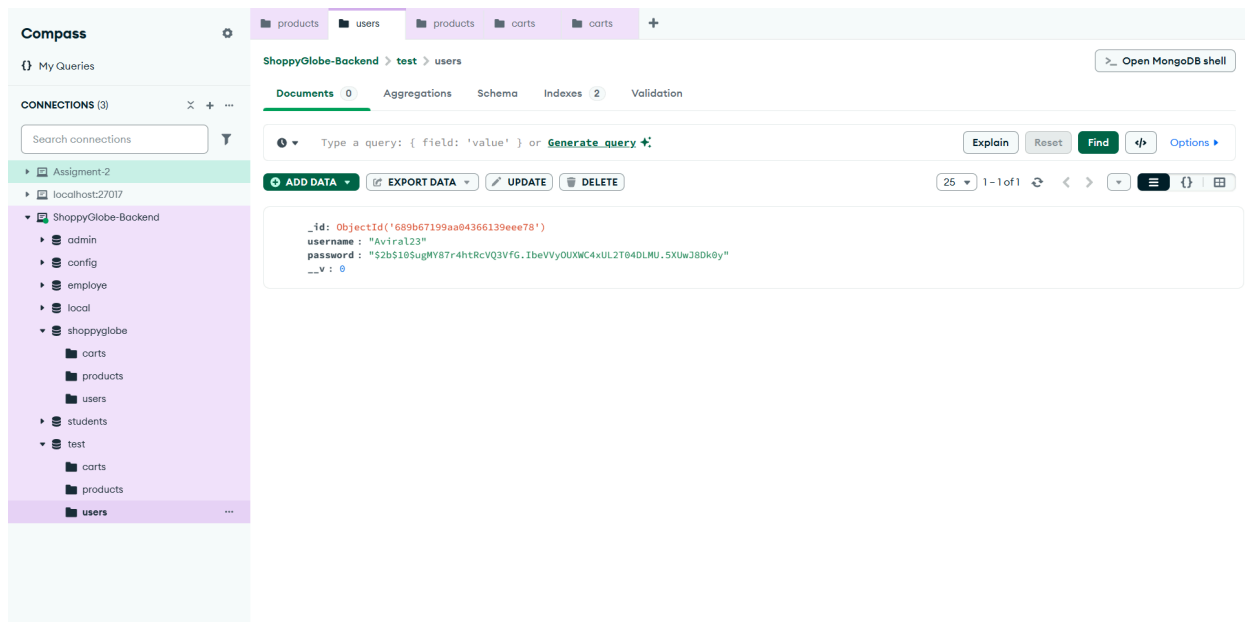 Compass
My Queries
CONNECTIONS (3)
Search connections
Assigment-2
localhost:27017
ShoppyGlobe-Backend
admin
config
employe
local
shoppyglobe
carts
products
users
students
test
carts
products
users
products
users
products
carts
carts
ShoppyGlobe-Backend > test > users
>_ Open MongoDB shell
Documents 0 Aggregations Schema Indexes 2 Validation
Type a query: { field: 'value' } or Generate query
Explain Reset Find </> Options
ADD DATA EXPORT DATA UPDATE DELETE
25 1 – 1 of 1
_id: ObjectId('689b67199aa04366139eee78')
username : "Aviral23"
password : "$2b$10$ugMY87r4htRcVQ3VfG.IbeVVyOUXWC4xUL2T04DLMU.5XUwJ8Dk0y"
__v : 0